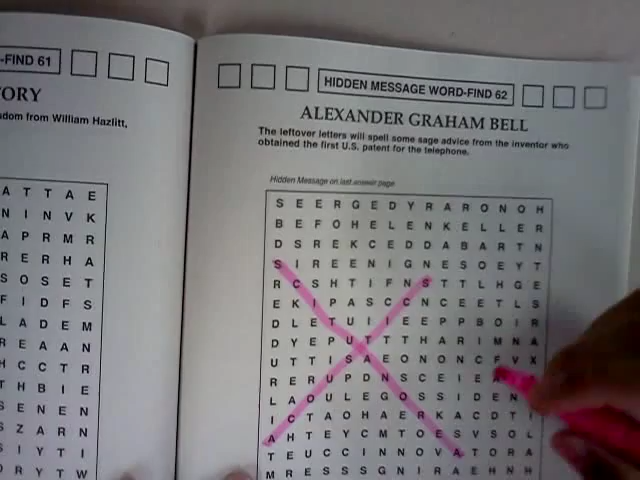 -FIND 61
ORY
dom from William Hazlitt,
A T T A E
N I N V K
A P R M R
R E R H A
S O S E T
F I D F S
L A D E M
R E A A N
H C C T R
T H B I E
S E N E N
S Z A R N
S I Y T I
D R Y T W
HIDDEN MESSAGE WORD-FIND 62
ALEXANDER GRAHAM BELL
The leftover letters will spell some sage advice from the inventor who
obtained the first U.S. patent for the telephone.
Hidden Message on last answer page
S E E R G E D Y R A R O N O H
B E F O H E L E N K E L L E R
D S R E K C E D D A B A R T N
S I R E E N I G N E S O E Y T
R C S H T I F N S T T L H G E
E K I P A S C C N C E E T L S
D L E T U I I E E P P B O I R
D Y E P U T T T H A R I M N A
U T T I S A E O N O N C F V X
R E R U P D N S C E I E A
L A O U L E G O S S I D E N
I C T A O H A E R K A C D T I
A H T E Y C M T O E S V S O L
T E U C C I N N O V A T O R A
M R E S S S G N I R A E H N H